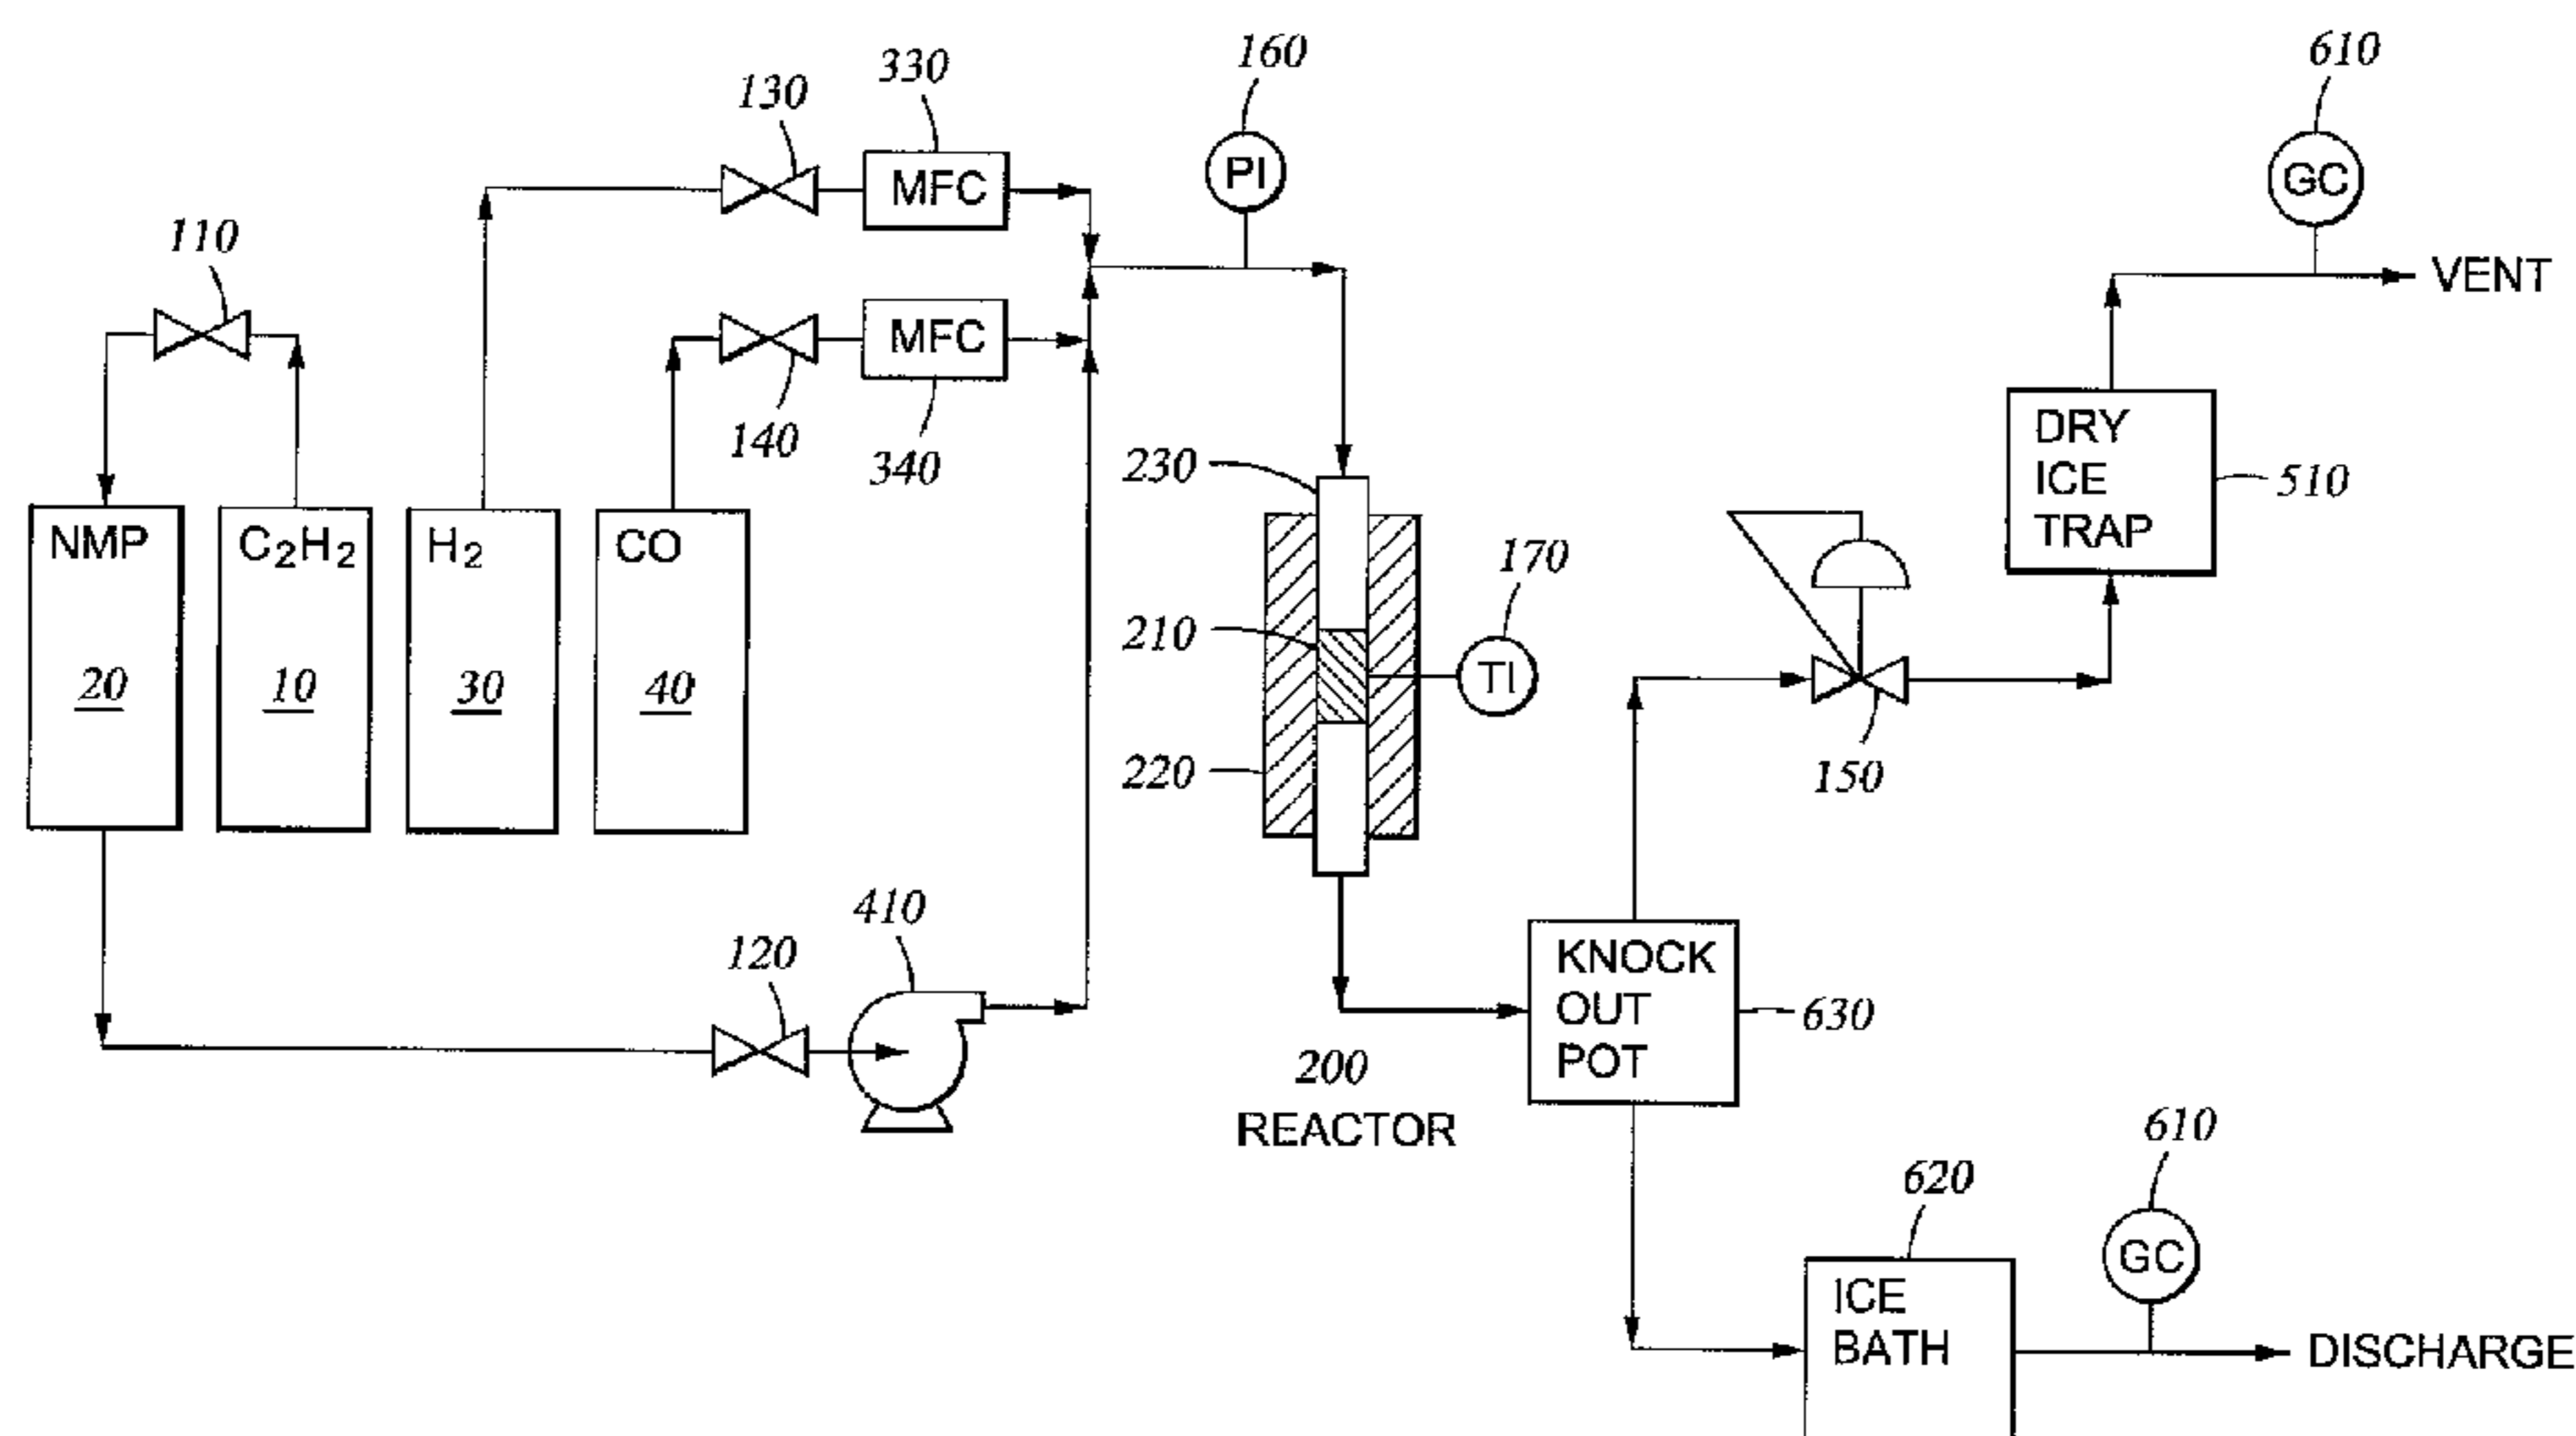 160
610
330
130
PI
GC
MFC
110
VENT
MFC
DRY
ICE
TRAP
140
340
230
510
NMP
C₂H₂
H₂
CO
170
210
TI
20
10
30
40
220
150
410
120
KNOCK
OUT
POT
630
200
REACTOR
610
620
GC
ICE
BATH
DISCHARGE